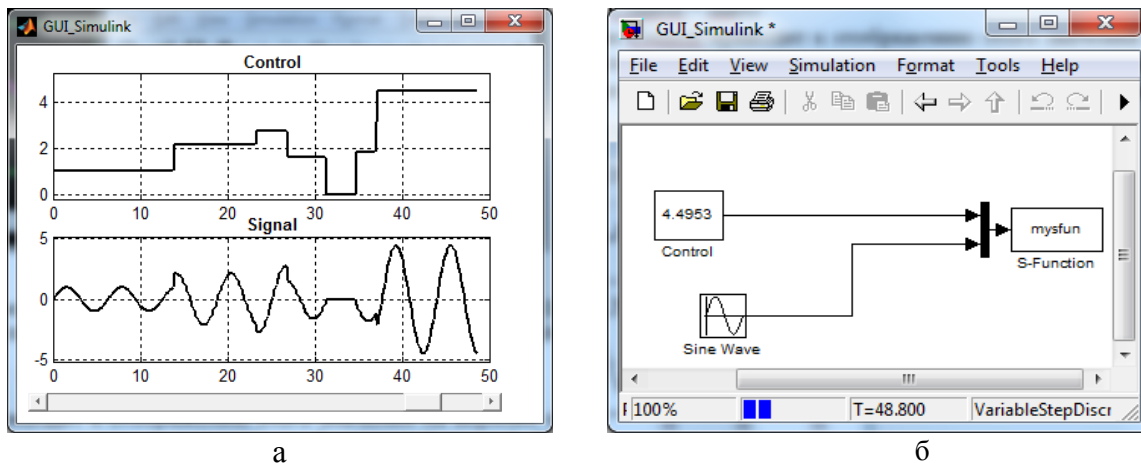 GUI_Simulink
Control
4
2
0
0 10 20 30 40 50
Signal
5
0
-5
0 10 20 30 40 50
а
GUI_Simulink *
File Edit View Simulation Format Tools Help
4.4953
Control
mysfun
S-Function
Sine Wave
100%
T=48.800
VariableStepDiscr
б